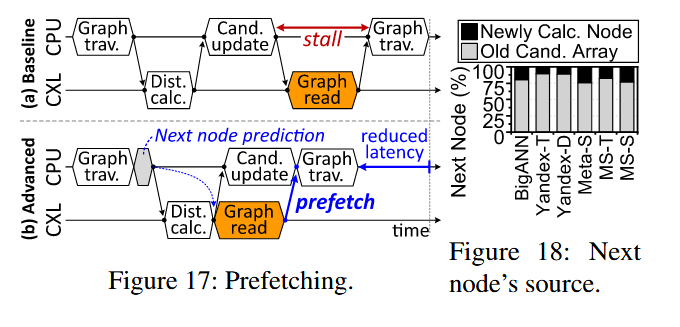 (a) Baseline
CPU
CXL
Graph
trav.
Dist.
calc.
Cand.
update
stall
Graph
read
Graph
trav.
(b) Advanced
CPU
CXL
Graph
trav.
Next node prediction
Dist.
calc.
Cand.
update
Graph
read
Graph
trav.
prefetch
reduced
latency
time
Figure 17: Prefetching.
Newly Calc. Node
Old Cand. Array
Next Node (%)
100
75
50
25
0
BigANN
Yandex-T
Yandex-D
Meta-S
MS-T
MS-S
Figure 18: Next
node's source.